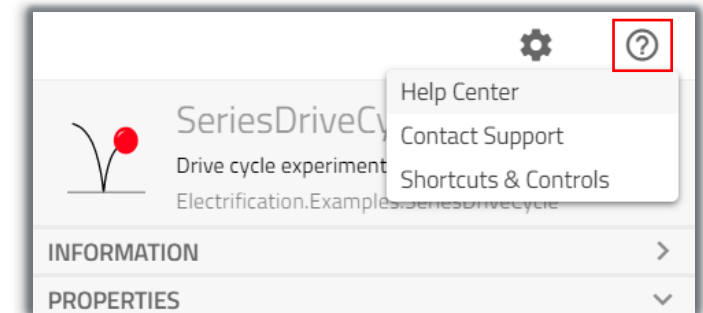 Help Center
SeriesDriveCy
Contact Support
Drive cycle experiment
Shortcuts & Controls
Electrification.Examples.SeriesDriveCycle
INFORMATION
PROPERTIES